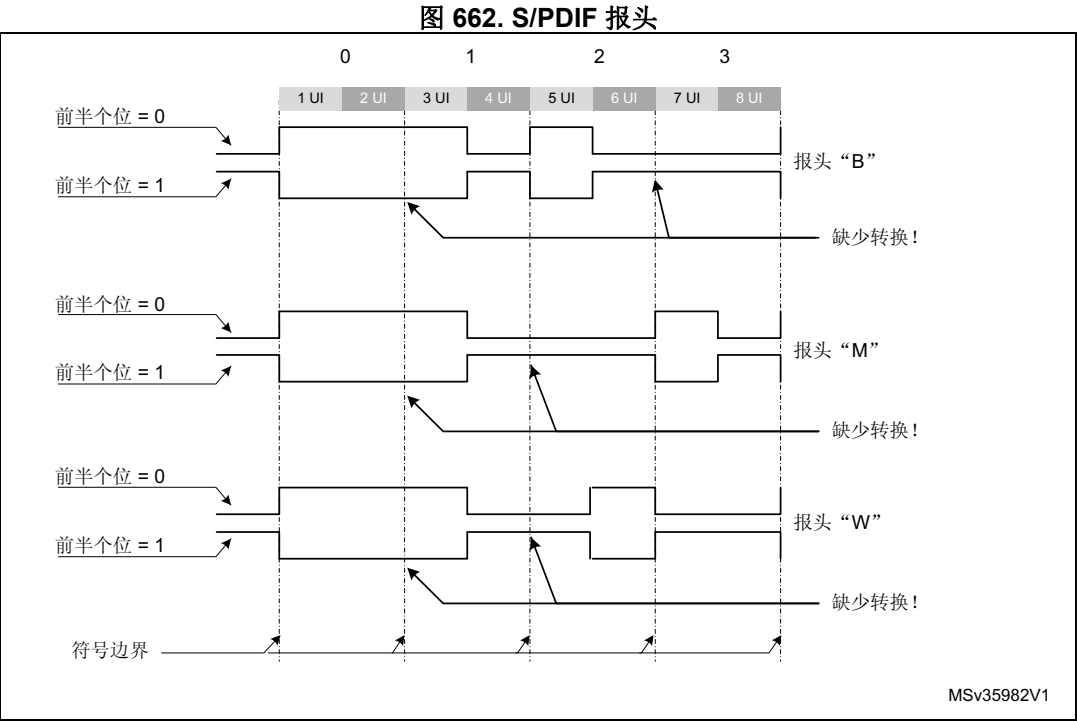 图 662. S/PDIF 报头
0 1 2 3
1 UI 2 UI 3 UI 4 UI 5 UI 6 UI 7 UI 8 UI
前半个位 = 0
报头“B”
前半个位 = 1
缺少转换!
前半个位 = 0
报头“M”
前半个位 = 1
缺少转换!
前半个位 = 0
报头“W”
前半个位 = 1
缺少转换!
符号边界
MSv35982V1